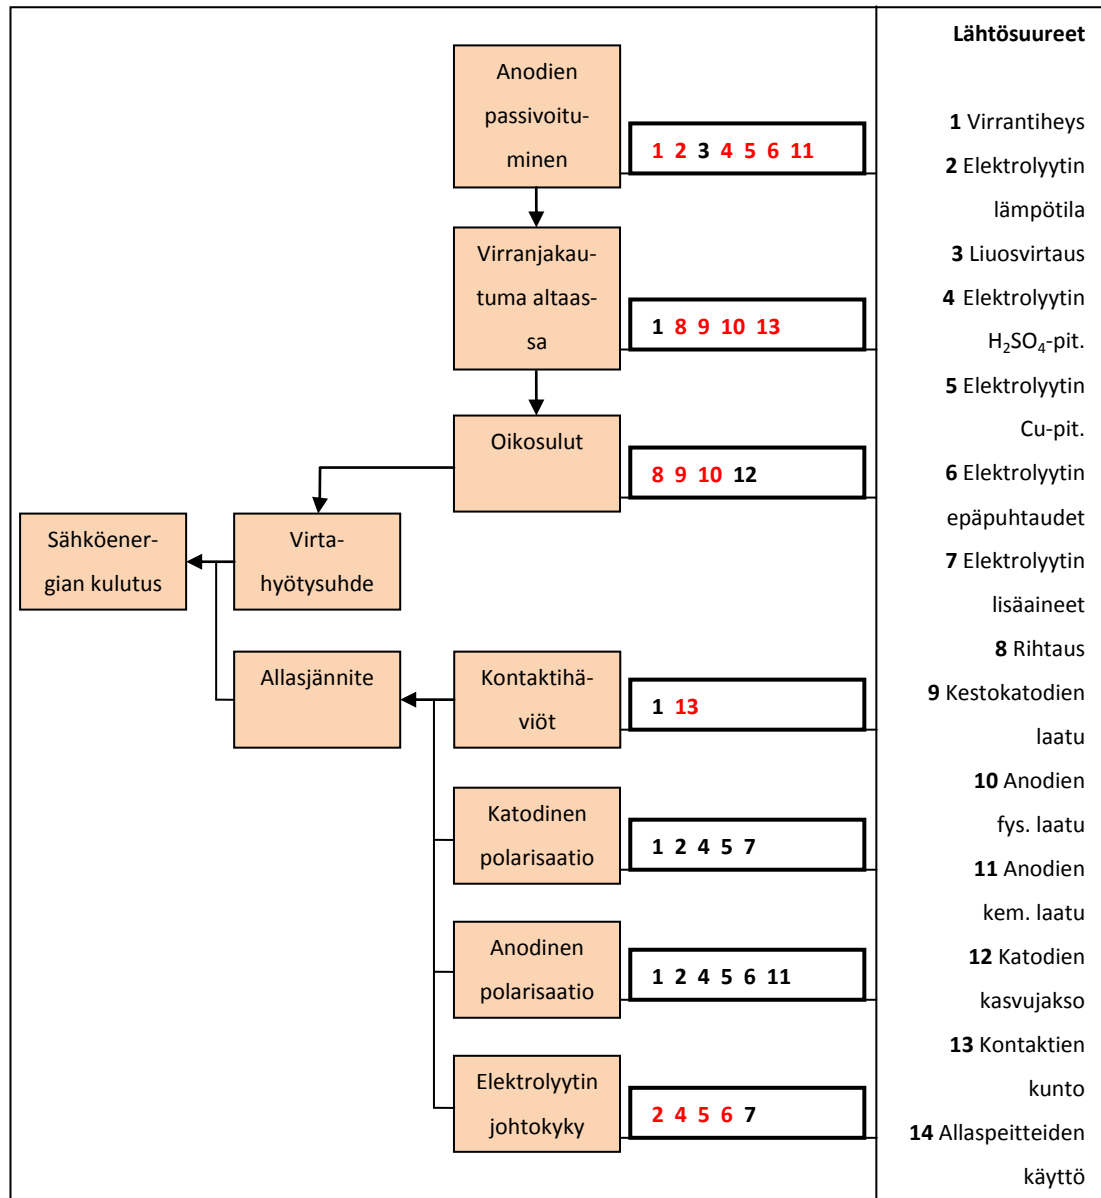 Anodien
passivoitu-
minen
1 2 3 4 5 6 11
Virranjakau-
tuma altaas-
sa
1 8 9 10 13
Oikosulut
8 9 10 12
Sähköener-
gian kulutus
Virta-
hyötysuhde
Allasjännite
Kontaktihä-
viöt
1 13
Katodinen
polarisaatio
1 2 4 5 7
Anodinen
polarisaatio
1 2 4 5 6 11
Elektrolyytin
johtokyky
2 4 5 6 7
Lähtösuureet
1 Virrantiheys
2 Elektrolyytin
lämpötila
3 Liuosvirtaus
4 Elektrolyytin
H₂SO₄-pit.
5 Elektrolyytin
Cu-pit.
6 Elektrolyytin
epäpuhtaudet
7 Elektrolyytin
lisäaineet
8 Rihtaus
9 Kestokatodien
laatu
10 Anodien
fys. laatu
11 Anodien
kem. laatu
12 Katodien
kasvujakso
13 Kontaktien
kunto
14 Allaspeitteiden
käyttö